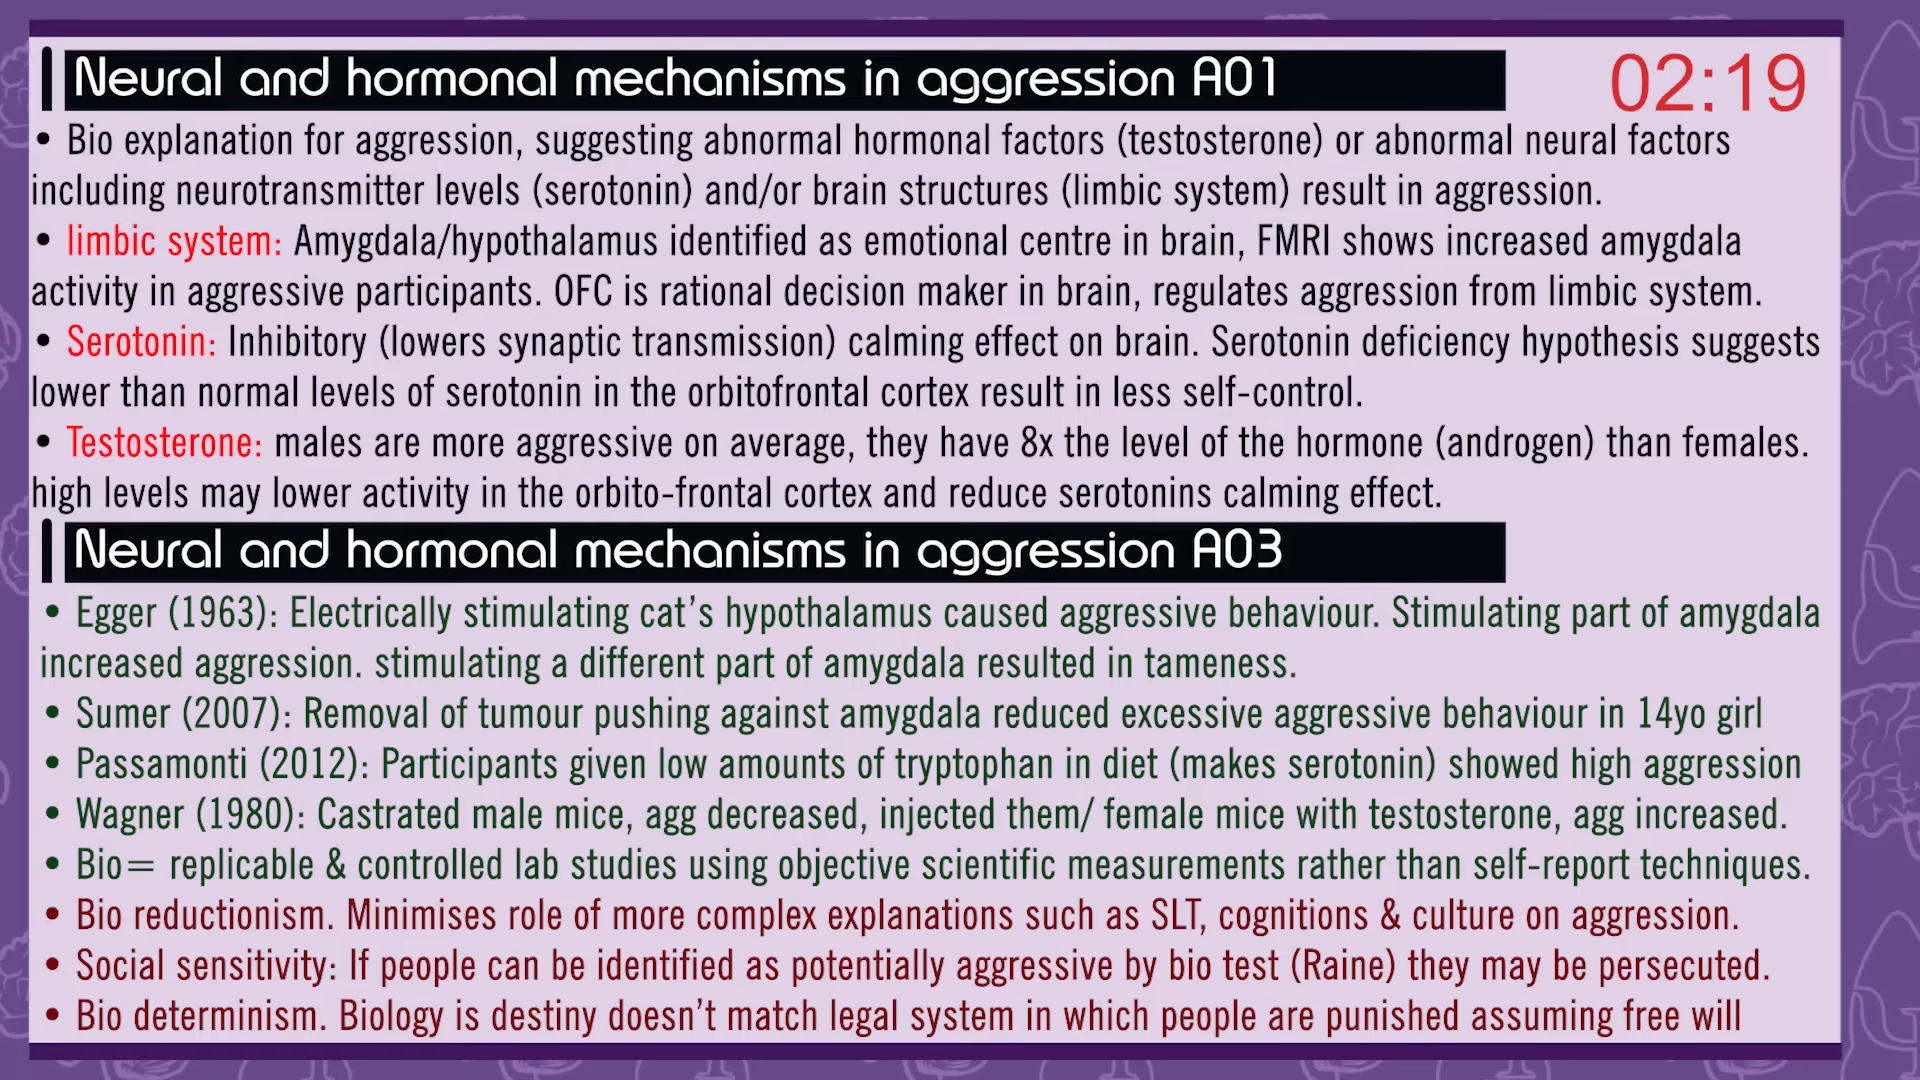 Neural and hormonal mechanisms in aggression A01
02:19
• Bio explanation for aggression, suggesting abnormal hormonal factors (testosterone) or abnormal neural factors
including neurotransmitter levels (serotonin) and/or brain structures (limbic system) result in aggression.
• limbic system: Amygdala/hypothalamus identified as emotional centre in brain, FMRI shows increased amygdala
activity in aggressive participants. OFC is rational decision maker in brain, regulates aggression from limbic system.
• Serotonin: Inhibitory (lowers synaptic transmission) calming effect on brain. Serotonin deficiency hypothesis suggests
lower than normal levels of serotonin in the orbitofrontal cortex result in less self-control.
• Testosterone: males are more aggressive on average, they have 8x the level of the hormone (androgen) than females.
high levels may lower activity in the orbito-frontal cortex and reduce serotonins calming effect.
Neural and hormonal mechanisms in aggression A03
• Egger (1963): Electrically stimulating cat's hypothalamus caused aggressive behaviour. Stimulating part of amygdala
increased aggression. stimulating a different part of amygdala resulted in tameness.
• Sumer (2007): Removal of tumour pushing against amygdala reduced excessive aggressive behaviour in 14yo girl
• Passamonti (2012): Participants given low amounts of tryptophan in diet (makes serotonin) showed high aggression
• Wagner (1980): Castrated male mice, agg decreased, injected them/ female mice with testosterone, agg increased.
• Bio= replicable & controlled lab studies using objective scientific measurements rather than self-report techniques.
• Bio reductionism. Minimises role of more complex explanations such as SLT, cognitions & culture on aggression.
• Social sensitivity: If people can be identified as potentially aggressive by bio test (Raine) they may be persecuted.
• Bio determinism. Biology is destiny doesn't match legal system in which people are punished assuming free will